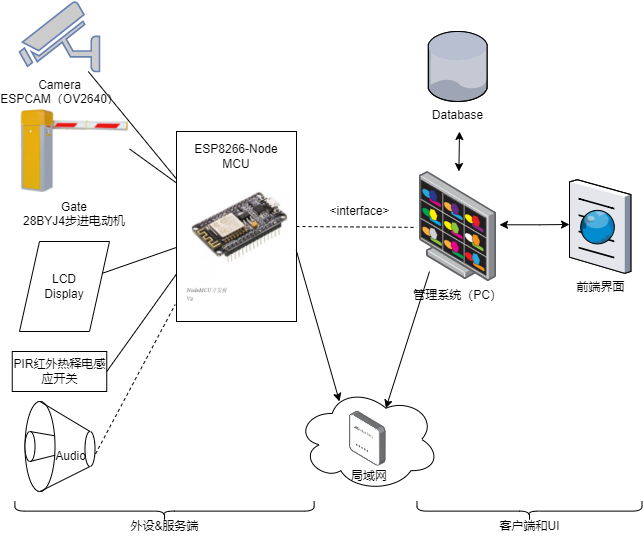 Camera
ESPCAM（OV2640）
Gate
28BYJ4步进电动机
LCD
Display
PIR红外热释电感
应开关
Audio
ESP8266-Node
MCU
NodeMCU开发板
V3
<interface>
Database
管理系统（PC）
前端界面
局域网
外设&服务端
客户端和UI